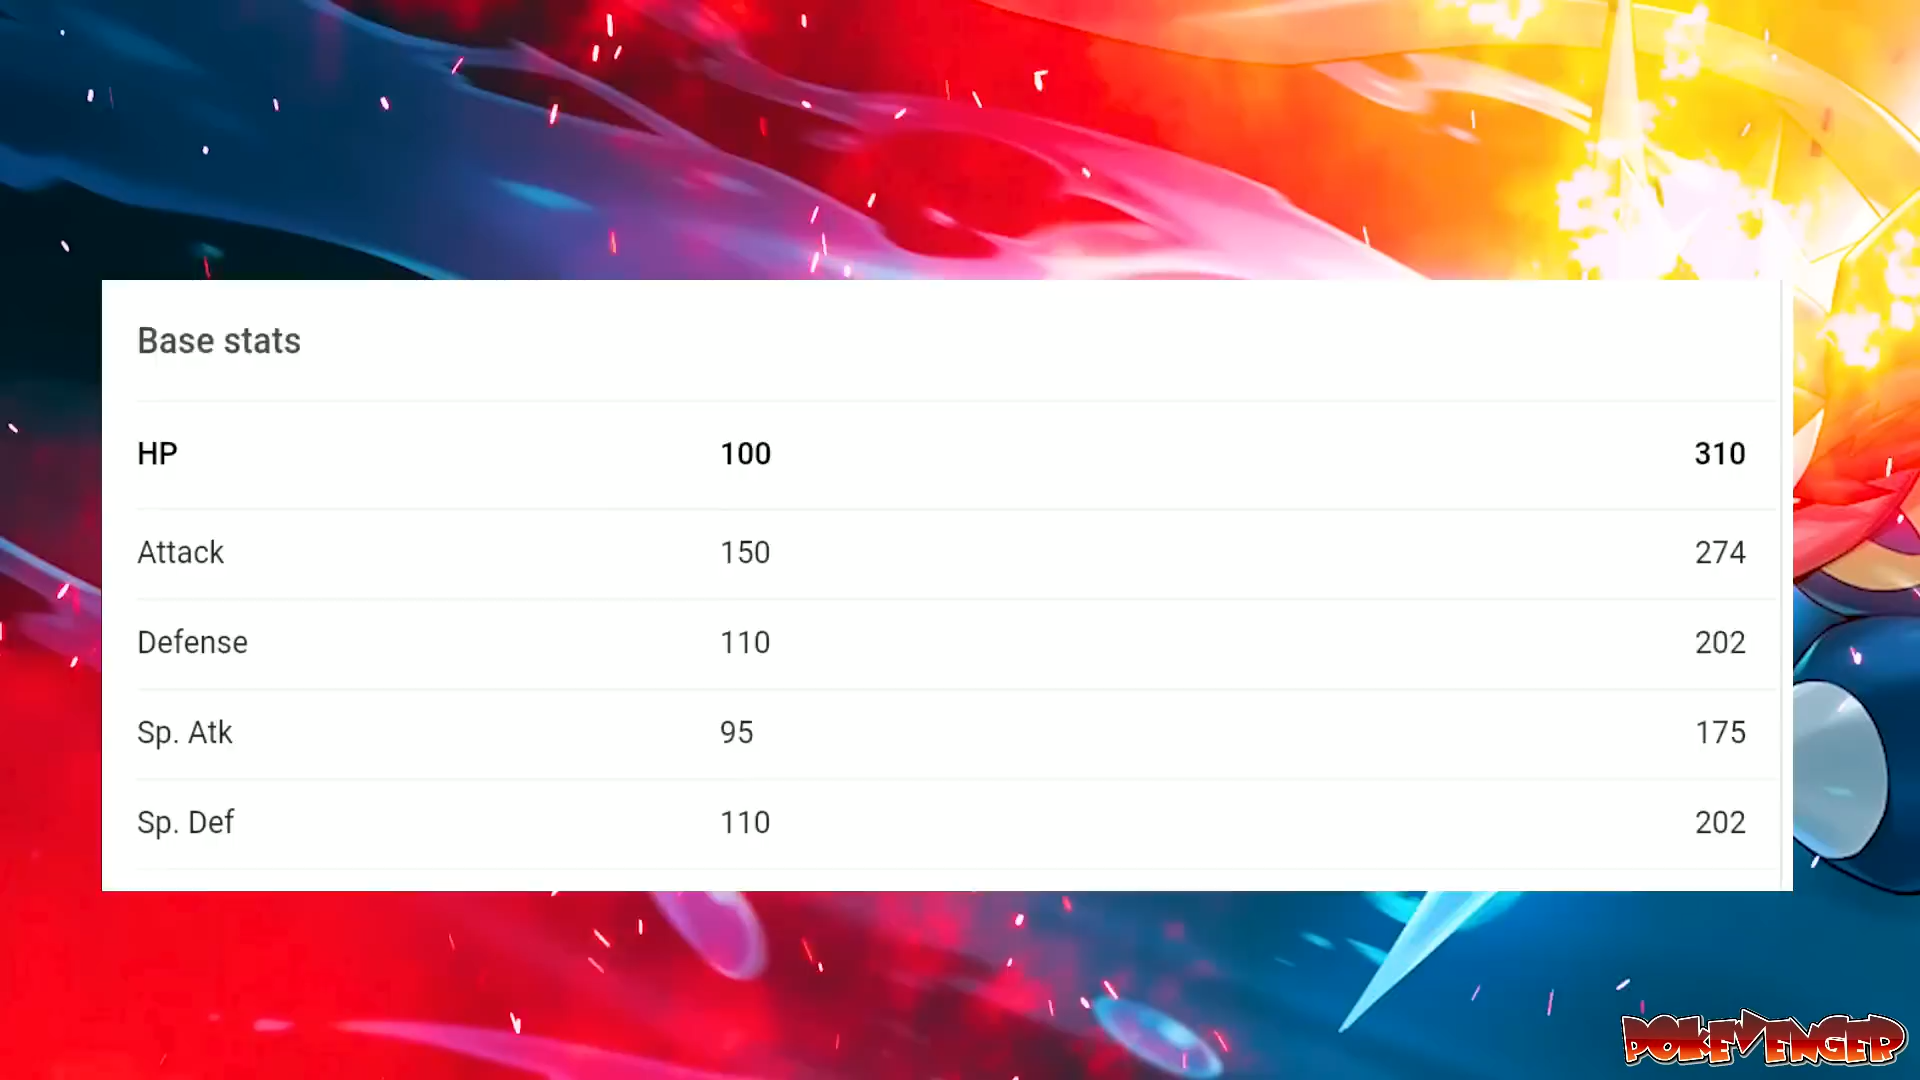 Base stats
HP 100 310
Attack 150 274
Defense 110 202
Sp. Atk 95 175
Sp. Def 110 202
POKEVENGER